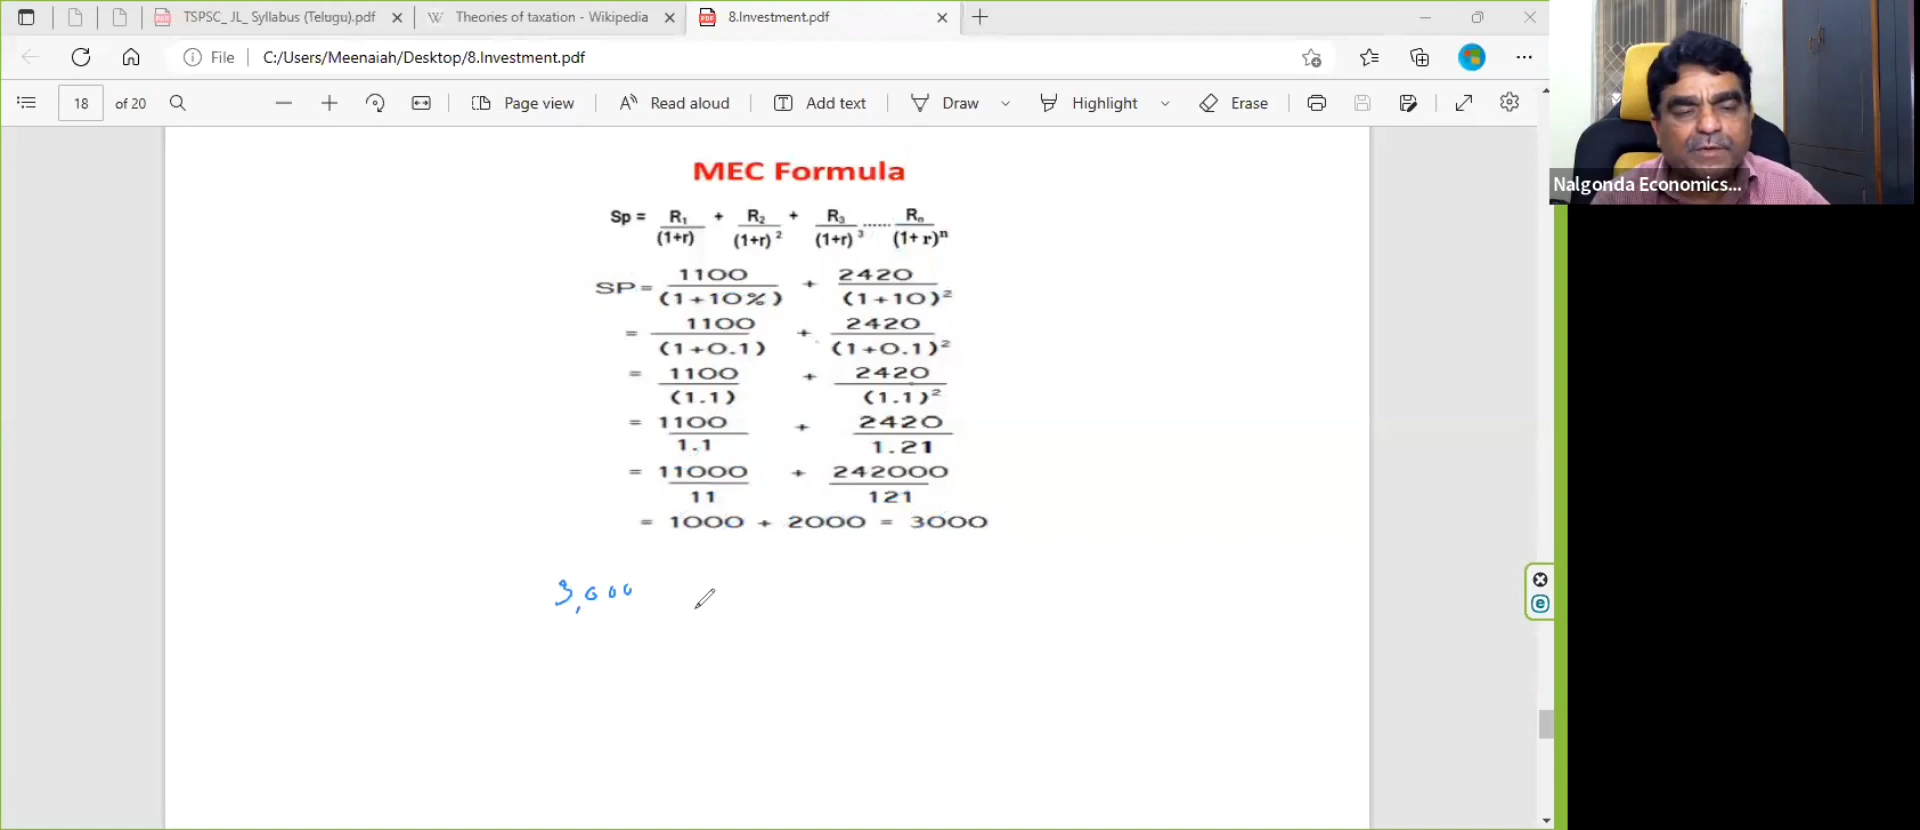 TSPSC_ JL_ Syllabus (Telugu).pdf
Theories of taxation - Wikipedia
8.Investment.pdf
File C:/Users/Meenaiah/Desktop/8.Investment.pdf
18 of 20 Page view Read aloud Add text Draw Highlight Erase
Nalgonda Economics...
MEC Formula
Sp = R₁/(1+r) + R₂/(1+r)² + R₃/(1+r)³ ...... Rₙ/(1+ r)ⁿ
SP = 1100/(1+10%) + 2420/(1+10)²
= 1100/(1+0.1) + 2420/(1+0.1)²
= 1100/(1.1) + 2420/(1.1)²
= 1100/1.1 + 2420/1.21
= 11000/11 + 242000/121
= 1000 + 2000 = 3000
3,000